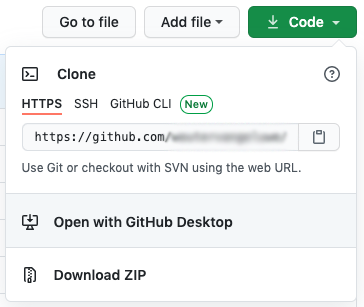 Go to file Add file Code
Clone
HTTPS SSH GitHub CLI New
https://github.com/
Use Git or checkout with SVN using the web URL.
Open with GitHub Desktop
Download ZIP